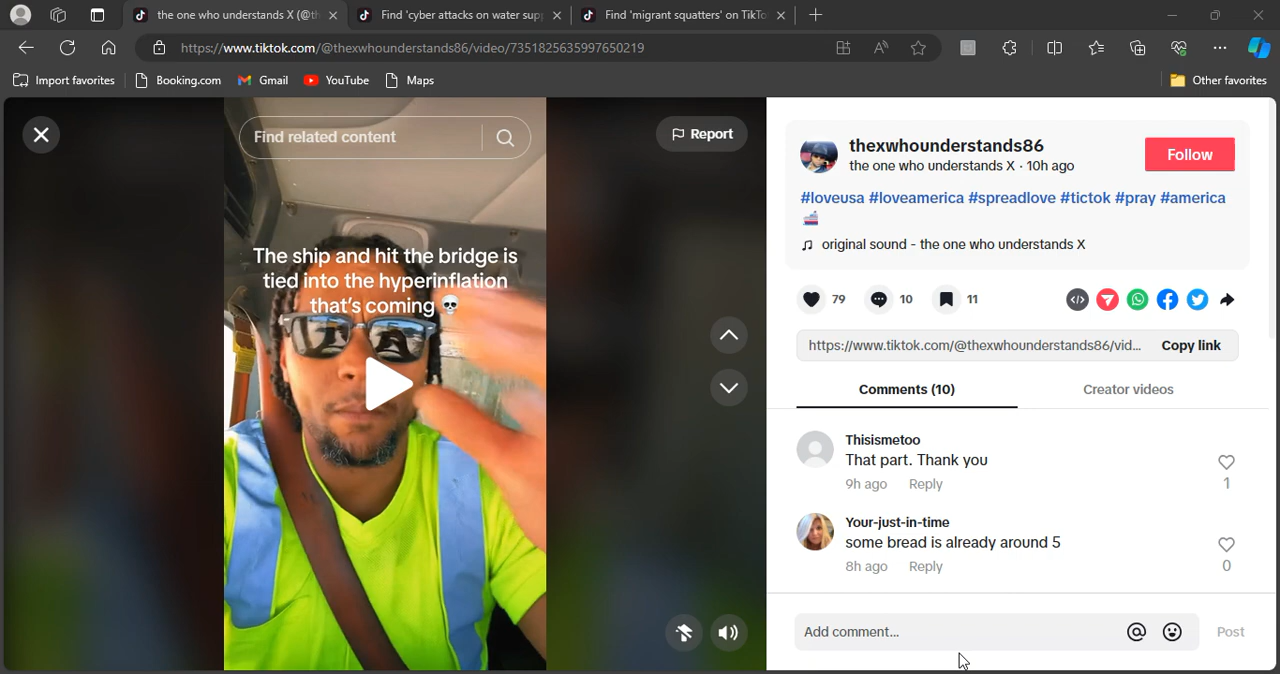 the one who understands X (@th
Find 'cyber attacks on water sup
Find 'migrant squatters' on TikTo
https://www.tiktok.com/@thexwhounderstands86/video/7351825635997650219
Import favorites
Booking.com
Gmail
YouTube
Maps
Other favorites
Find related content
Report
The ship and hit the bridge is
tied into the hyperinflation
that's coming 💀
thexwhounderstands86
the one who understands X · 10h ago
Follow
#loveusa #loveamerica #spreadlove #tictok #pray #america
🚢
original sound - the one who understands X
79
10
11
https://www.tiktok.com/@thexwhounderstands86/vid...
Copy link
Comments (10)
Creator videos
Thisismetoo
That part. Thank you
9h ago
Reply
1
Your-just-in-time
some bread is already around 5
8h ago
Reply
0
Add comment...
Post